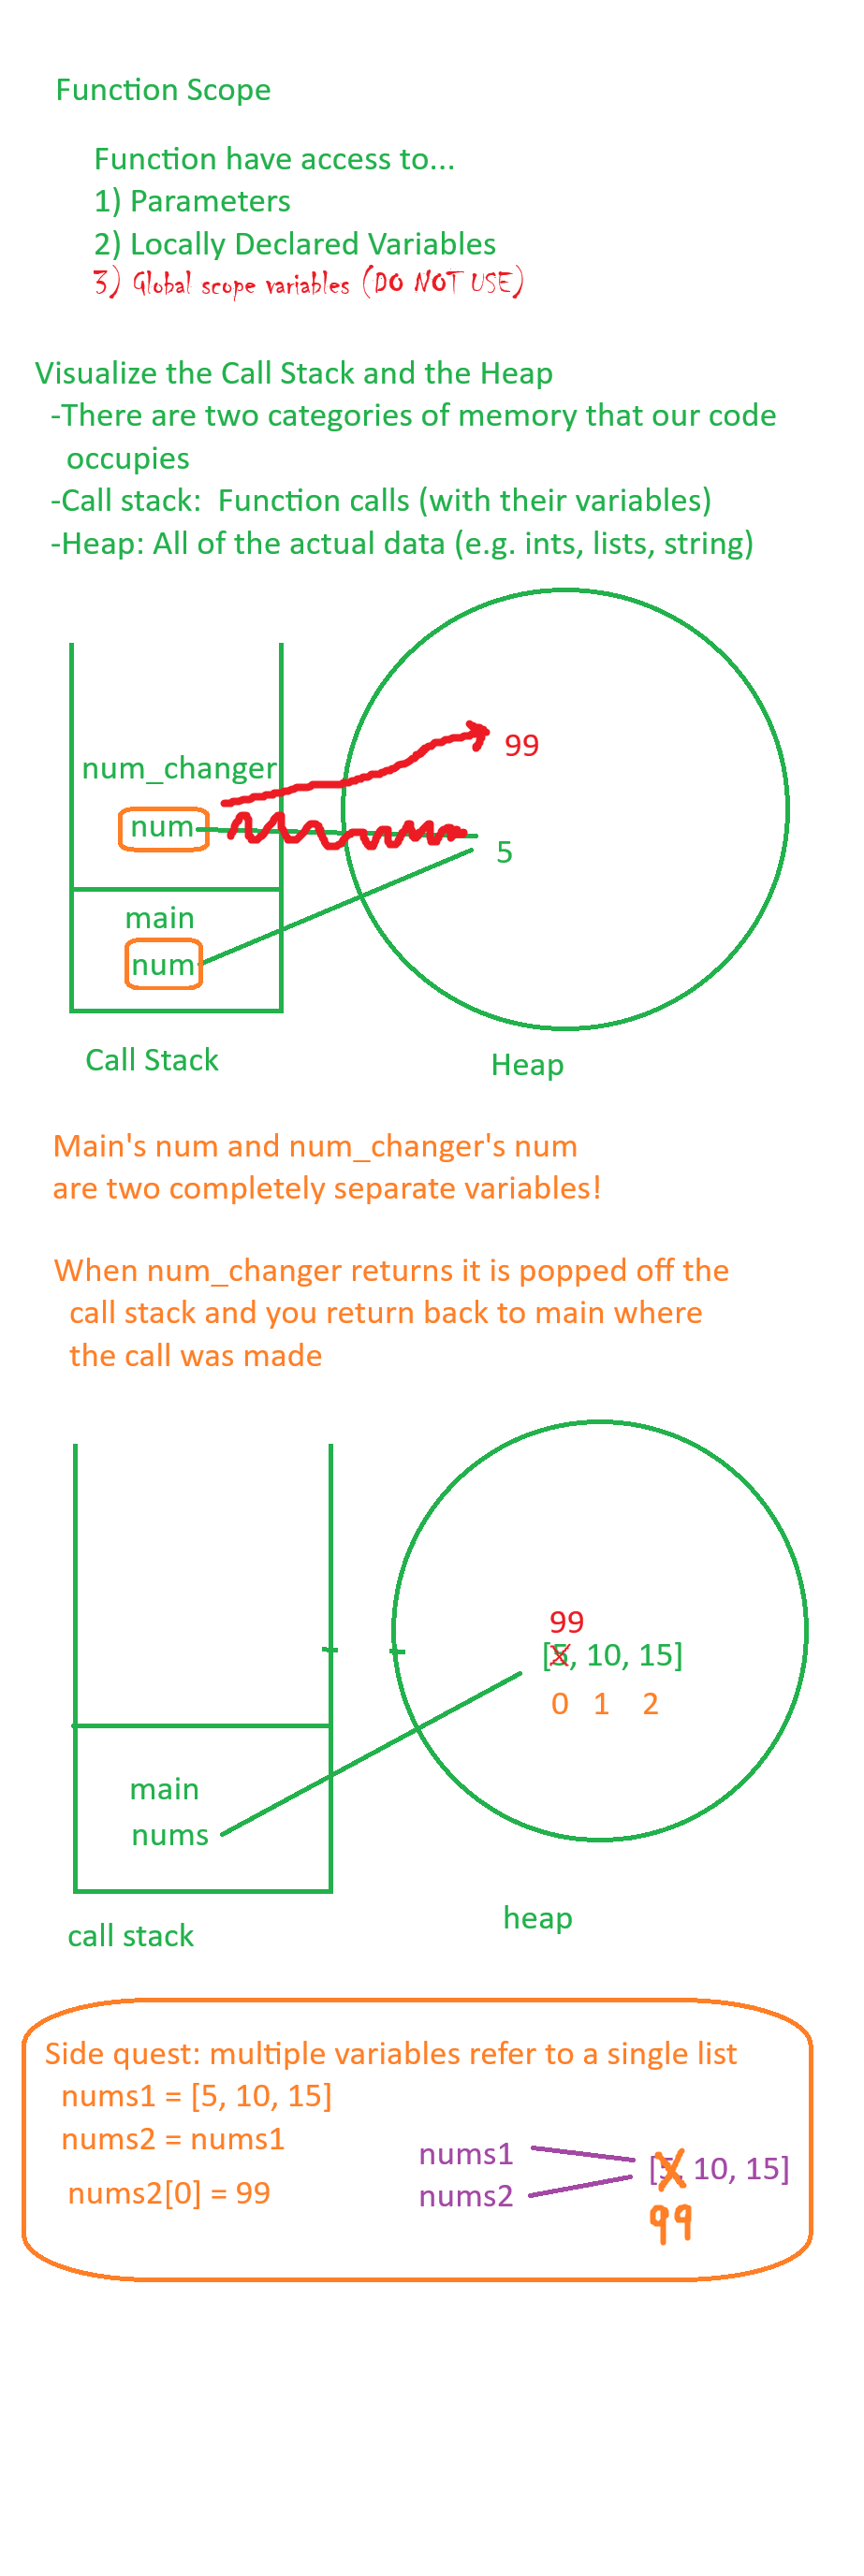 Function Scope
Function have access to...
1) Parameters
2) Locally Declared Variables
3) Global scope variables (DO NOT USE)
Visualize the Call Stack and the Heap
-There are two categories of memory that our code
occupies
-Call stack:  Function calls (with their variables)
-Heap: All of the actual data (e.g. ints, lists, string)
99
num_changer
num
5
main
num
Call Stack
Heap
Main's num and num_changer's num
are two completely separate variables!
When num_changer returns it is popped off the
call stack and you return back to main where
the call was made
99
[5, 10, 15]
0 1 2
main
nums
heap
call stack
Side quest: multiple variables refer to a single list
nums1 = [5, 10, 15]
nums2 = nums1
nums2[0] = 99
nums1
nums2
[5, 10, 15]
99